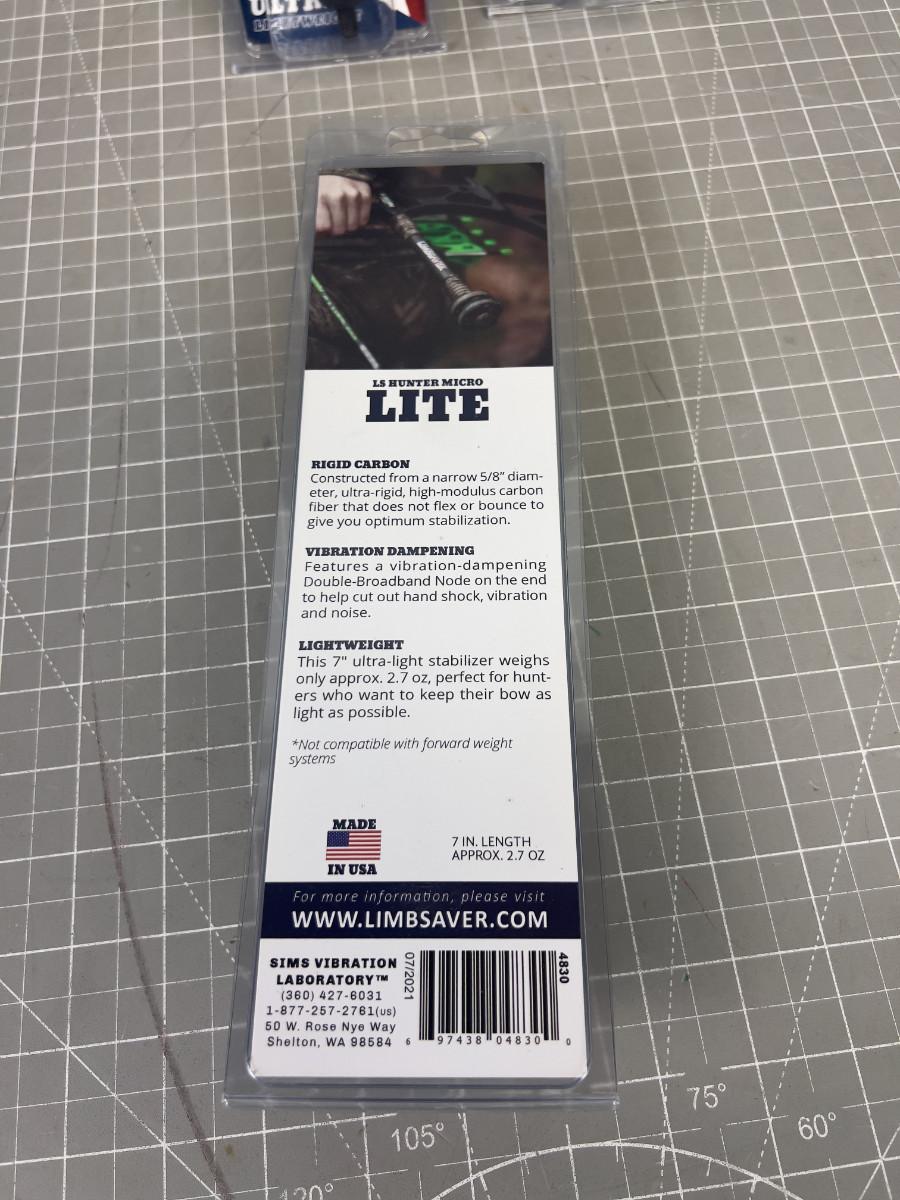 LIGHTWEIGHT
LS HUNTER MICRO
LITE
RIGID CARBON
Constructed from a narrow 5/8” diam-
eter, ultra-rigid, high-modulus carbon
fiber that does not flex or bounce to
give you optimum stabilization.
VIBRATION DAMPENING
Features a vibration-dampening
Double-Broadband Node on the end
to help cut out hand shock, vibration
and noise.
LIGHTWEIGHT
This 7" ultra-light stabilizer weighs
only approx. 2.7 oz, perfect for hunt-
ers who want to keep their bow as
light as possible.
*Not compatible with forward weight
systems
MADE
IN USA
7 IN. LENGTH
APPROX. 2.7 OZ
For more information, please visit
WWW.LIMBSAVER.COM
SIMS VIBRATION
LABORATORY™
(360) 427-6031
1-877-257-2761(US)
50 W. Rose Nye Way
Shelton, WA 98584
07/2021
4830
6 97438 04830 0
75°
60°
105°
120°